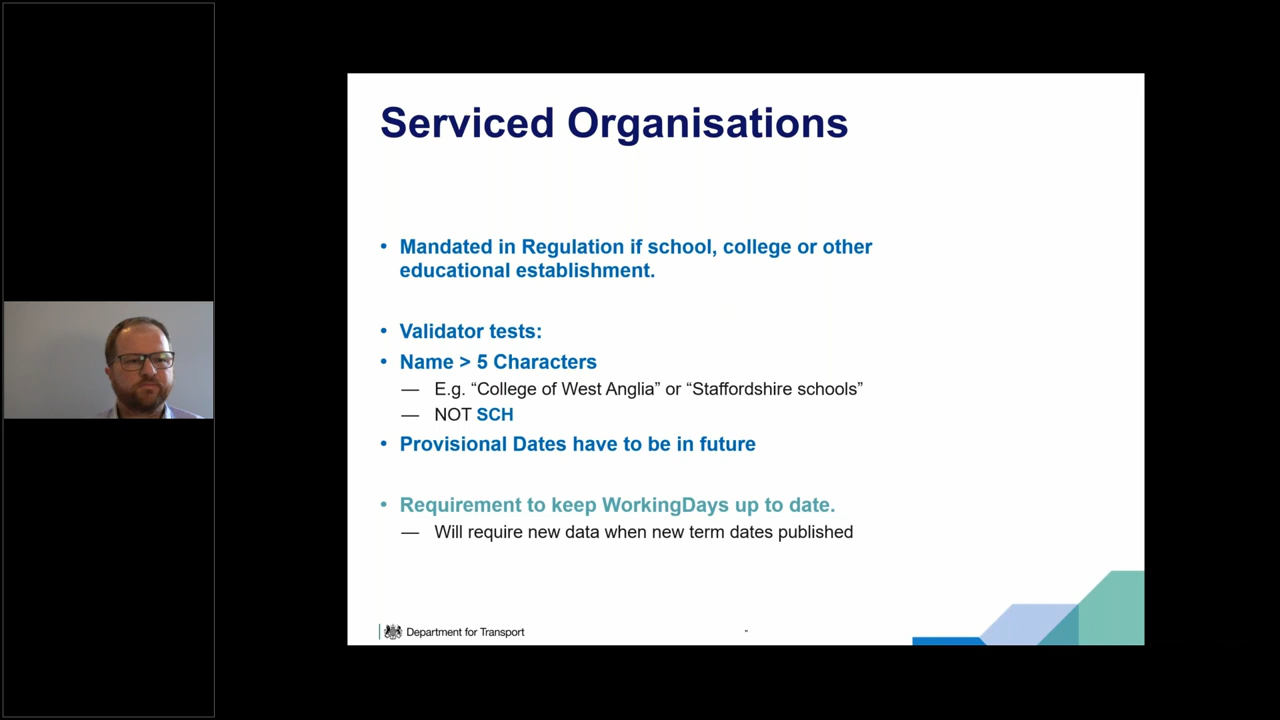 Serviced Organisations
• Mandated in Regulation if school, college or other
educational establishment.
• Validator tests:
• Name > 5 Characters
— E.g. “College of West Anglia” or “Staffordshire schools”
— NOT SCH
• Provisional Dates have to be in future
• Requirement to keep WorkingDays up to date.
— Will require new data when new term dates published
Department for Transport